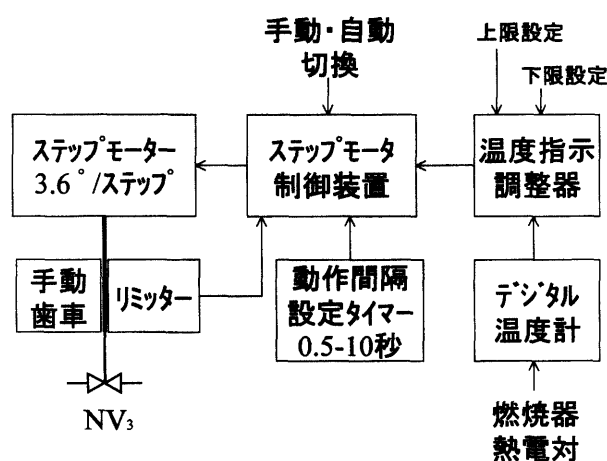 手動・自動
切換
上限設定
下限設定
ステップモーター
3.6°/ステップ
ステップモータ
制御装置
温度指示
調整器
手動
歯車
リミッター
動作間隔
設定タイマー
0.5-10秒
デジタル
温度計
NV₃
燃焼器
熱電対